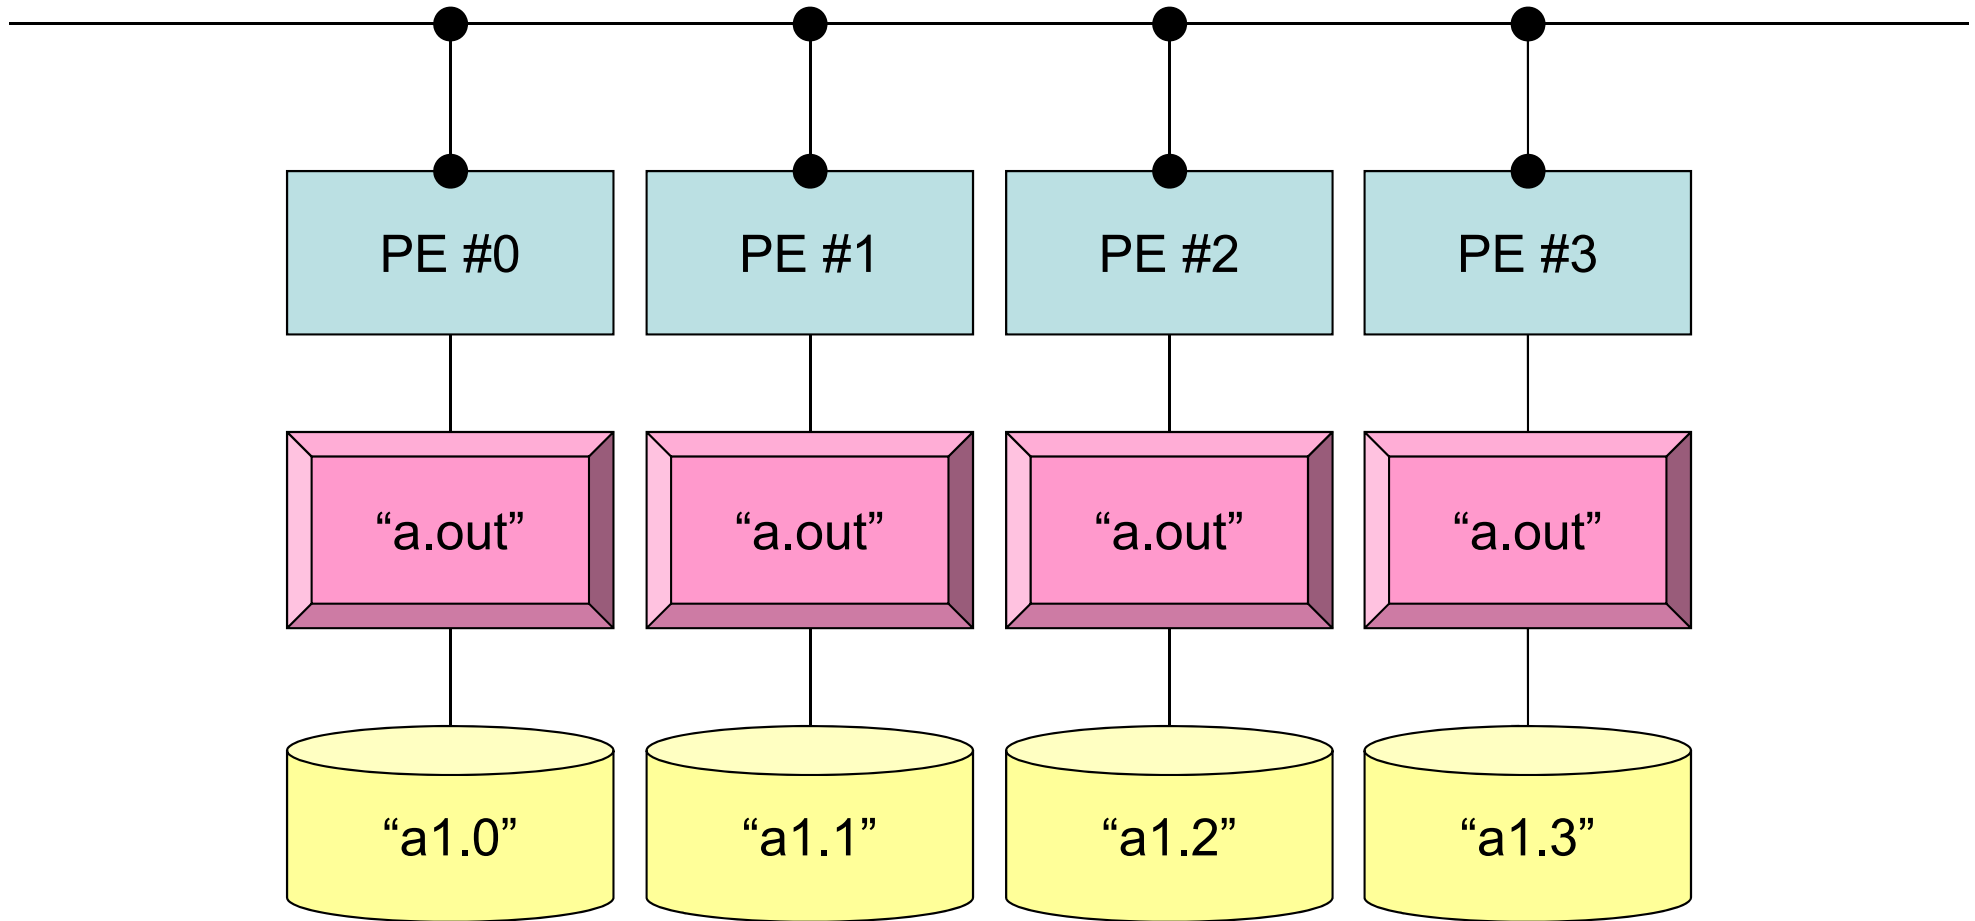 PE #0
PE #1
PE #2
PE #3
“a.out”
“a.out”
“a.out”
“a.out”
“a1.0”
“a1.1”
“a1.2”
“a1.3”